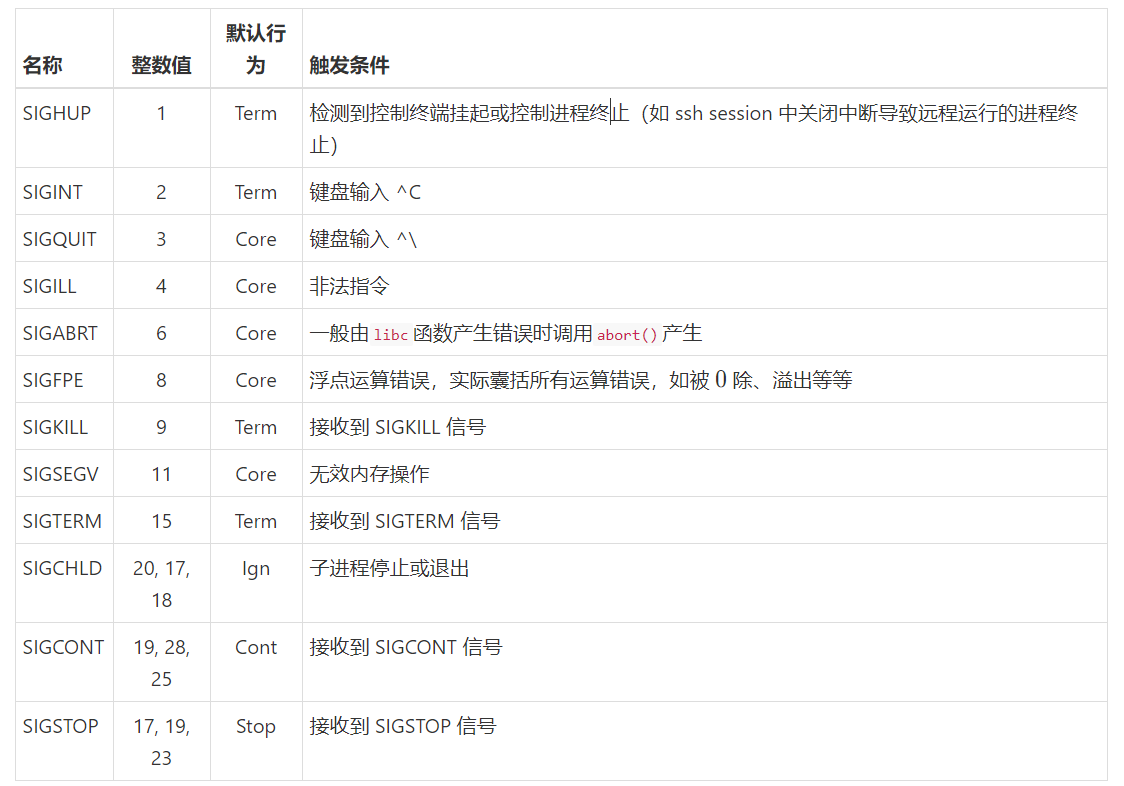 名称 整数值 默认行为 触发条件
SIGHUP 1 Term 检测到控制终端挂起或控制进程终止（如 ssh session 中关闭中断导致远程运行的进程终
止）
SIGINT 2 Term 键盘输入 ^C
SIGQUIT 3 Core 键盘输入 ^\
SIGILL 4 Core 非法指令
SIGABRT 6 Core 一般由 libc 函数产生错误时调用 abort() 产生
SIGFPE 8 Core 浮点运算错误，实际囊括所有运算错误，如被 0 除、溢出等等
SIGKILL 9 Term 接收到 SIGKILL 信号
SIGSEGV 11 Core 无效内存操作
SIGTERM 15 Term 接收到 SIGTERM 信号
SIGCHLD 20, 17, Ign 子进程停止或退出
18
SIGCONT 19, 28, Cont 接收到 SIGCONT 信号
25
SIGSTOP 17, 19, Stop 接收到 SIGSTOP 信号
23